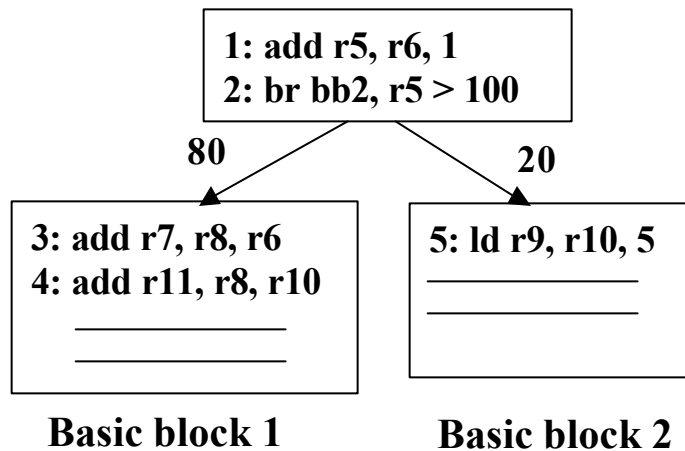 1: add r5, r6, 1
2: br bb2, r5 > 100
80
20
3: add r7, r8, r6
4: add r11, r8, r10
5: ld r9, r10, 5
Basic block 1
Basic block 2